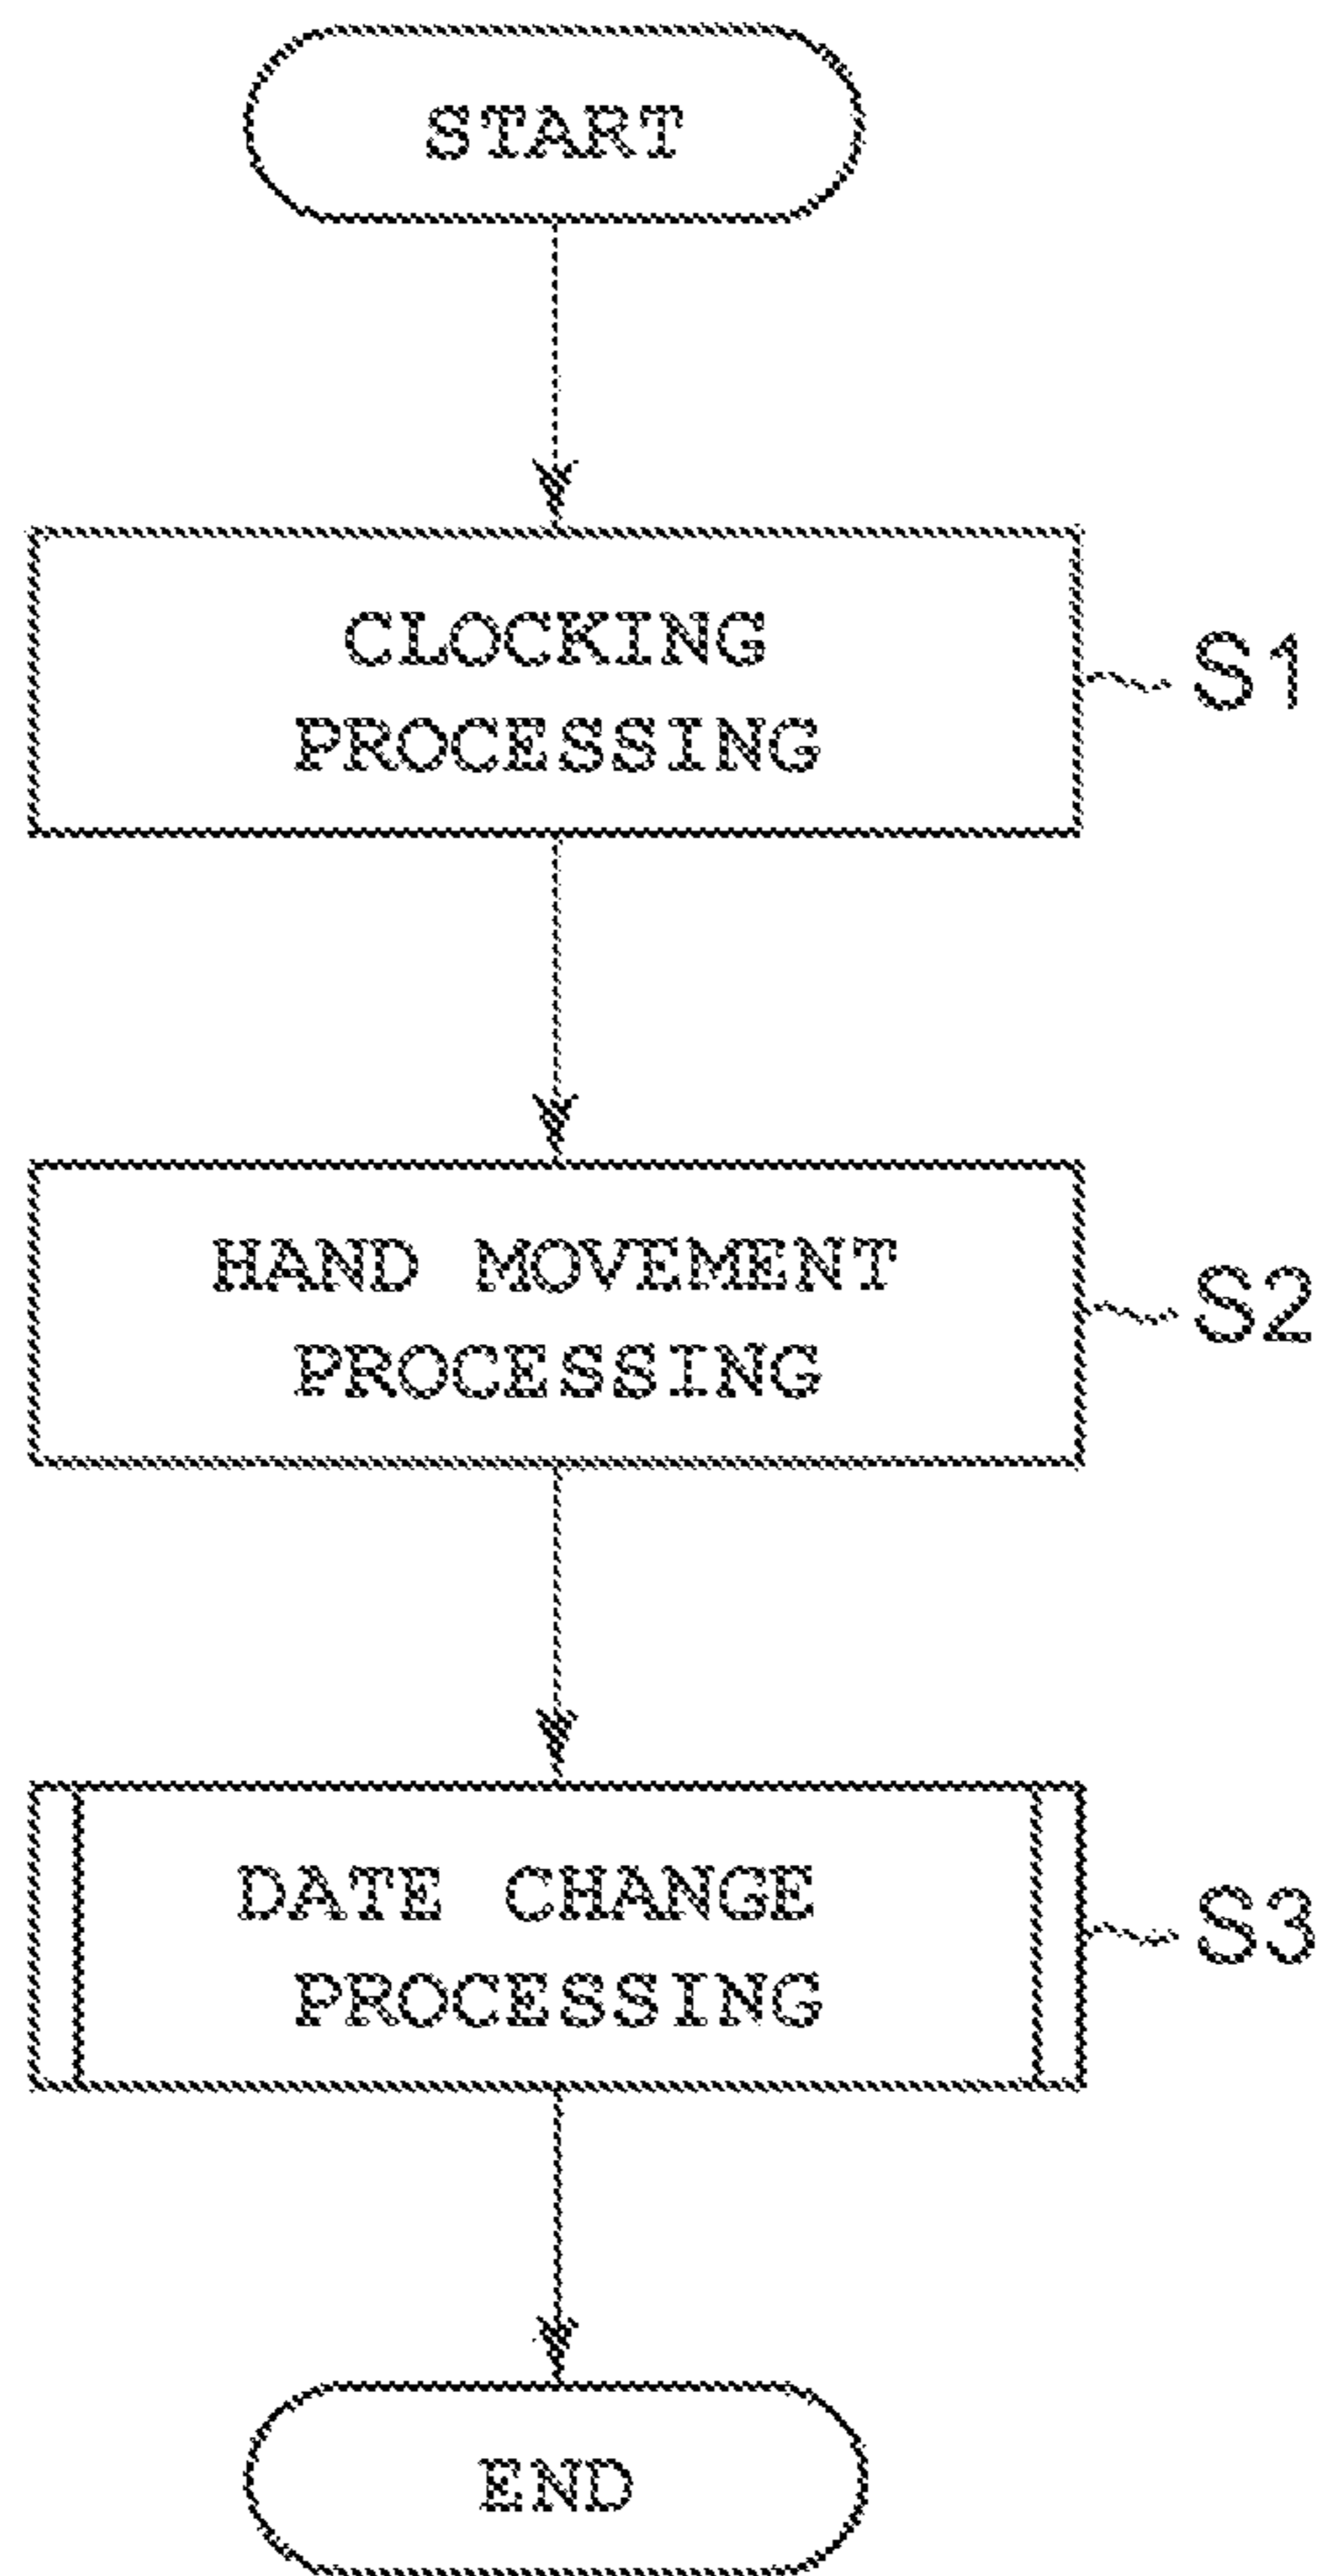 START
CLOCKING
PROCESSING
S1
HAND MOVEMENT
PROCESSING
S2
DATE CHANGE
PROCESSING
S3
END